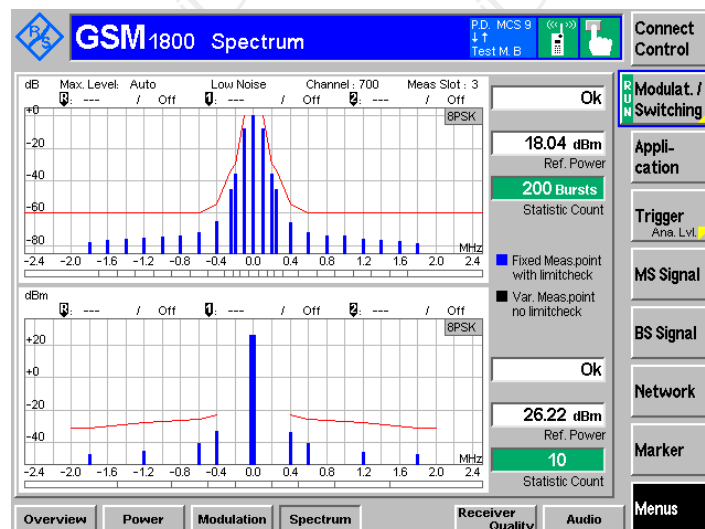 R&S
GSM 1800 Spectrum
P.D. MCS 9
↓↑
Test M. B
Connect
Control
dB Max. Level: Auto Low Noise Channel : 700 Meas Slot : 3
R: --- / Off 1: --- / Off 2: --- / Off
8PSK
+0
-20
-40
-60
-80
MHz
-2.4 -2.0 -1.6 -1.2 -0.8 -0.4 0.0 0.4 0.8 1.2 1.6 2.0 2.4
Ok
18.04 dBm
Ref. Power
200 Bursts
Statistic Count
Fixed Meas.point
with limitcheck
Var. Meas.point
no limitcheck
dBm
R: --- / Off 1: --- / Off 2: --- / Off
8PSK
+20
+0
-20
-40
MHz
-2.4 -2.0 -1.6 -1.2 -0.8 -0.4 0.0 0.4 0.8 1.2 1.6 2.0 2.4
Ok
26.22 dBm
Ref. Power
10
Statistic Count
RUN
Modulat. /
Switching
Appli-
cation
Trigger
Ana. Lvl.
MS Signal
BS Signal
Network
Marker
Menus
Overview Power Modulation Spectrum Receiver
Quality Audio